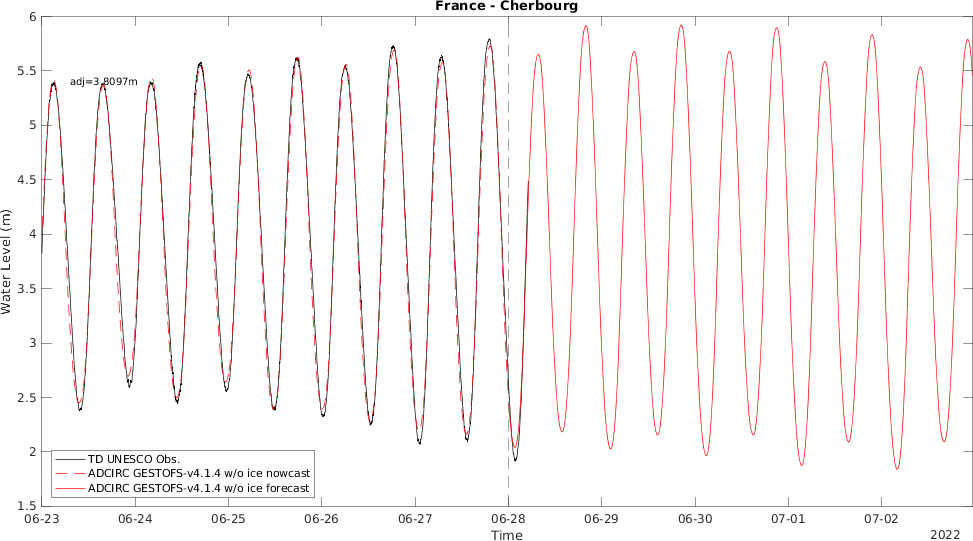 France - Cherbourg
6
5.5
5
4.5
4
3.5
3
2.5
2
1.5
Water Level (m)
adj=3.8097m
TD UNESCO Obs.
ADCIRC GESTOFS-v4.1.4 w/o ice nowcast
ADCIRC GESTOFS-v4.1.4 w/o ice forecast
06-23 06-24 06-25 06-26 06-27 06-28 06-29 06-30 07-01 07-02
Time
2022